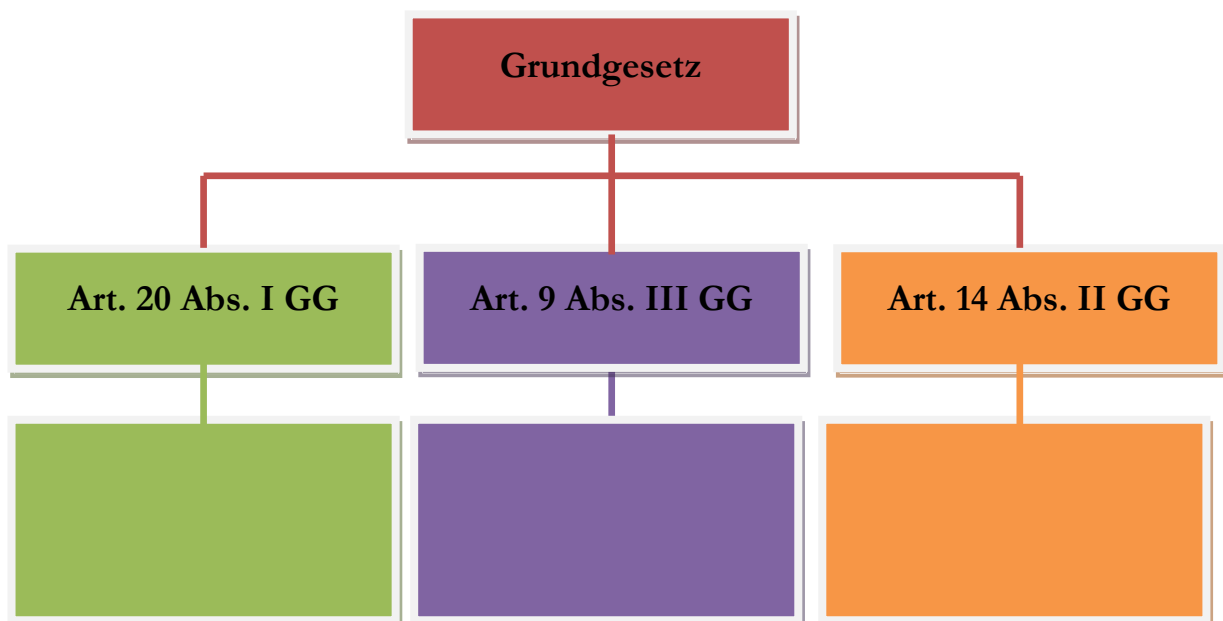 Grundgesetz
Art. 20 Abs. I GG
Art. 9 Abs. III GG
Art. 14 Abs. II GG